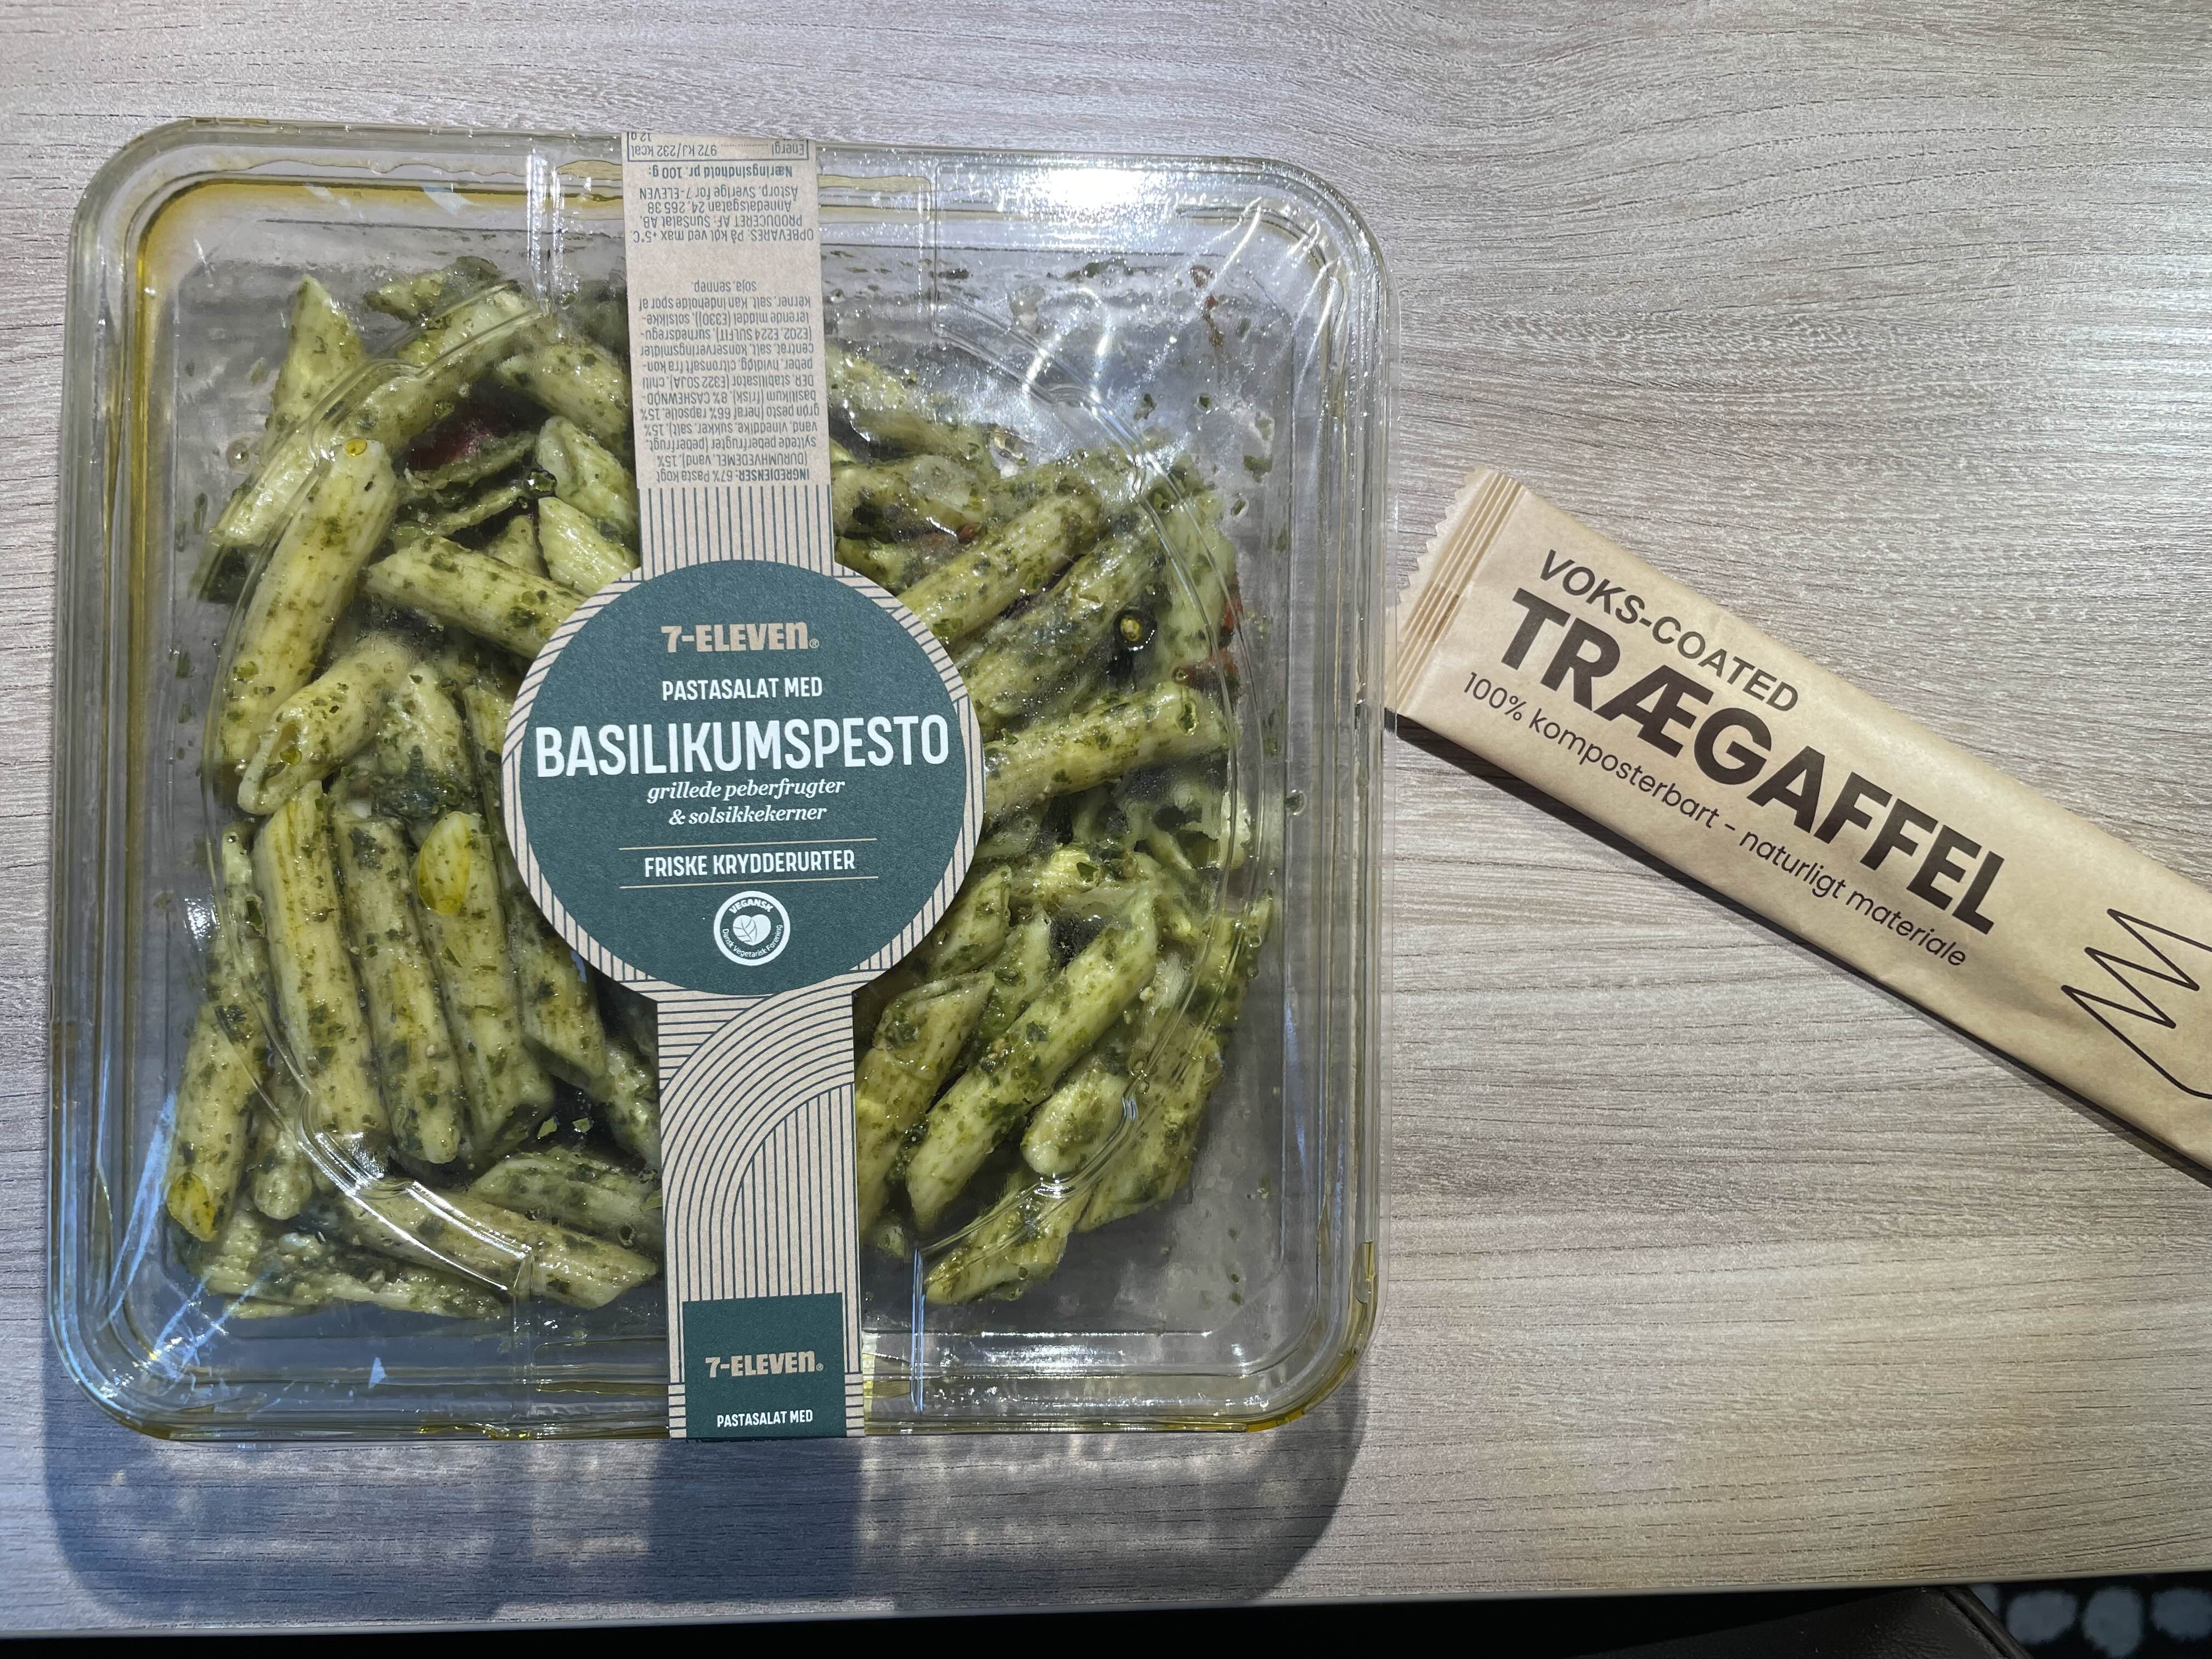 7-ELEVEN®
PASTASALAT MED
BASILIKUMSPESTO
grillede peberfrugter
& solsikkekerner
FRISKE KRYDDERURTER
VEGANSK
Dansk Vegetarisk Forening
7-ELEVEN®
PASTASALAT MED
INGREDIENSER: 67% Pasta kogt
(DURUMHVEDEMEL, vand), 15%
syltede peberfrugter (peberfrugt,
vand, vineddike, sukker, salt), 15%
grøn pesto (heraf 66% rapsolie, 15%
basilikum (frisk), 8% CASHEWNØD-
DER, stabilisator (E322 SOJA), chili
peber, hvidløg, citronsaft fra kon-
centrat, salt, konserveringsmidler
(E202, E224 SULFIT), surhedsregu-
lerende middel (E330)), solsikke-
kerner, salt. Kan indeholde spor af
soja, sennep.
OPBEVARES: På køl ved max +5°C.
PRODUCERET AF: SunSalat AB,
Annedalsgatan 24, 265 38
Åstorp, Sverige for 7-ELEVEN
Næringsindhold pr. 100 g:
Energi 972 KJ/232 kcal
12 g
VOKS-COATED
TRÆGAFFEL
100% komposterbart - naturligt materiale